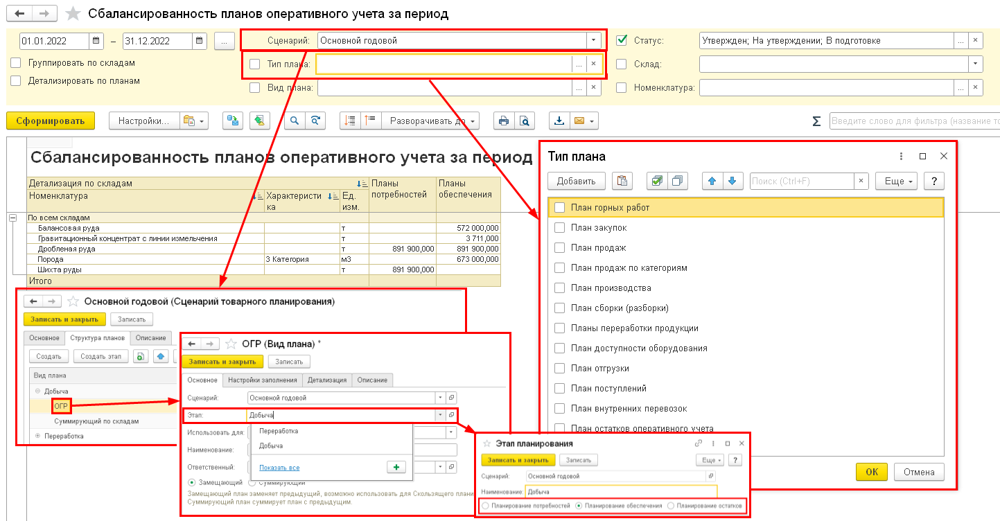 Сбалансированность планов оперативного учета за период
01.01.2022 – 31.12.2022 ... Сценарий: Основной годовой Статус: Утвержден; На утверждении; В подготовке ... ×
Группировать по складам Тип плана: ... × Склад:
Детализировать по планам Вид плана: ... × Номенклатура: ... ×
Сформировать Настройки... Разворачивать до Σ Введите слово для фильтра (название то
Сбалансированность планов оперативного учета за период
Детализация по складам Планы потребностей Планы обеспечения
Номенклатура Характеристика Ед. изм.
По всем складам
Балансовая руда т 572 000,000
Гравитационный концентрат с линии измельчения т 3 711,000
Дробленая руда т 891 900,000 891 900,000
Порода 3 Категория м3 673 000,000
Шихта руды т 891 900,000
Итого
Тип плана
Добавить Поиск (Ctrl+F) × Еще ?
План горных работ
План закупок
План продаж
План продаж по категориям
План производства
План сборки (разборки)
Планы переработки продукции
План доступности оборудования
План отгрузки
План поступлений
План внутренних перевозок
План остатков оперативного учета
ОК Отмена
Основной годовой (Сценарий товарного планирования)
Записать и закрыть Записать
Основное Структура планов Описание
Создать Создать этап
Вид плана
Добыча
ОГР
Суммирующий по складам
Переработка
ОГР (Вид плана) *
Записать и закрыть Записать
Основное Настройки заполнения Детализация Описание
Сценарий: Основной годовой
Этап: Добыча
Использовать для: Переработка
Добыча
Наименование:
Ответственный: Показать все +
Замещающий Суммирующий
Замещающий план заменяет предыдущий, возможно использовать для Скользящего плани
Суммирующий план суммирует план с предыдущим.
Этап планирования
Записать и закрыть Записать Еще ?
Сценарий: Основной годовой
Наименование: Добыча
Планирование потребностей Планирование обеспечения Планирование остатков